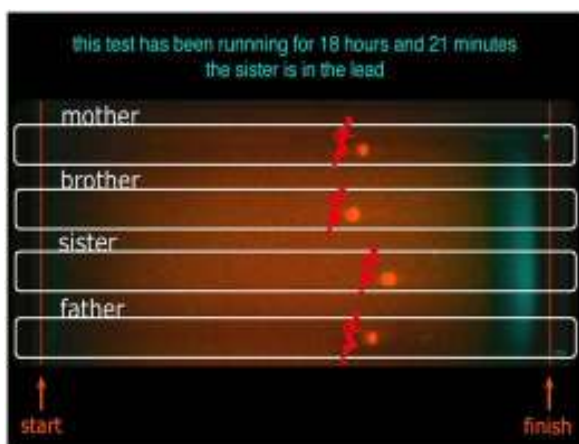 this test has been runnning for 18 hours and 21 minutes
the sister is in the lead
mother
brother
sister
father
start
finish